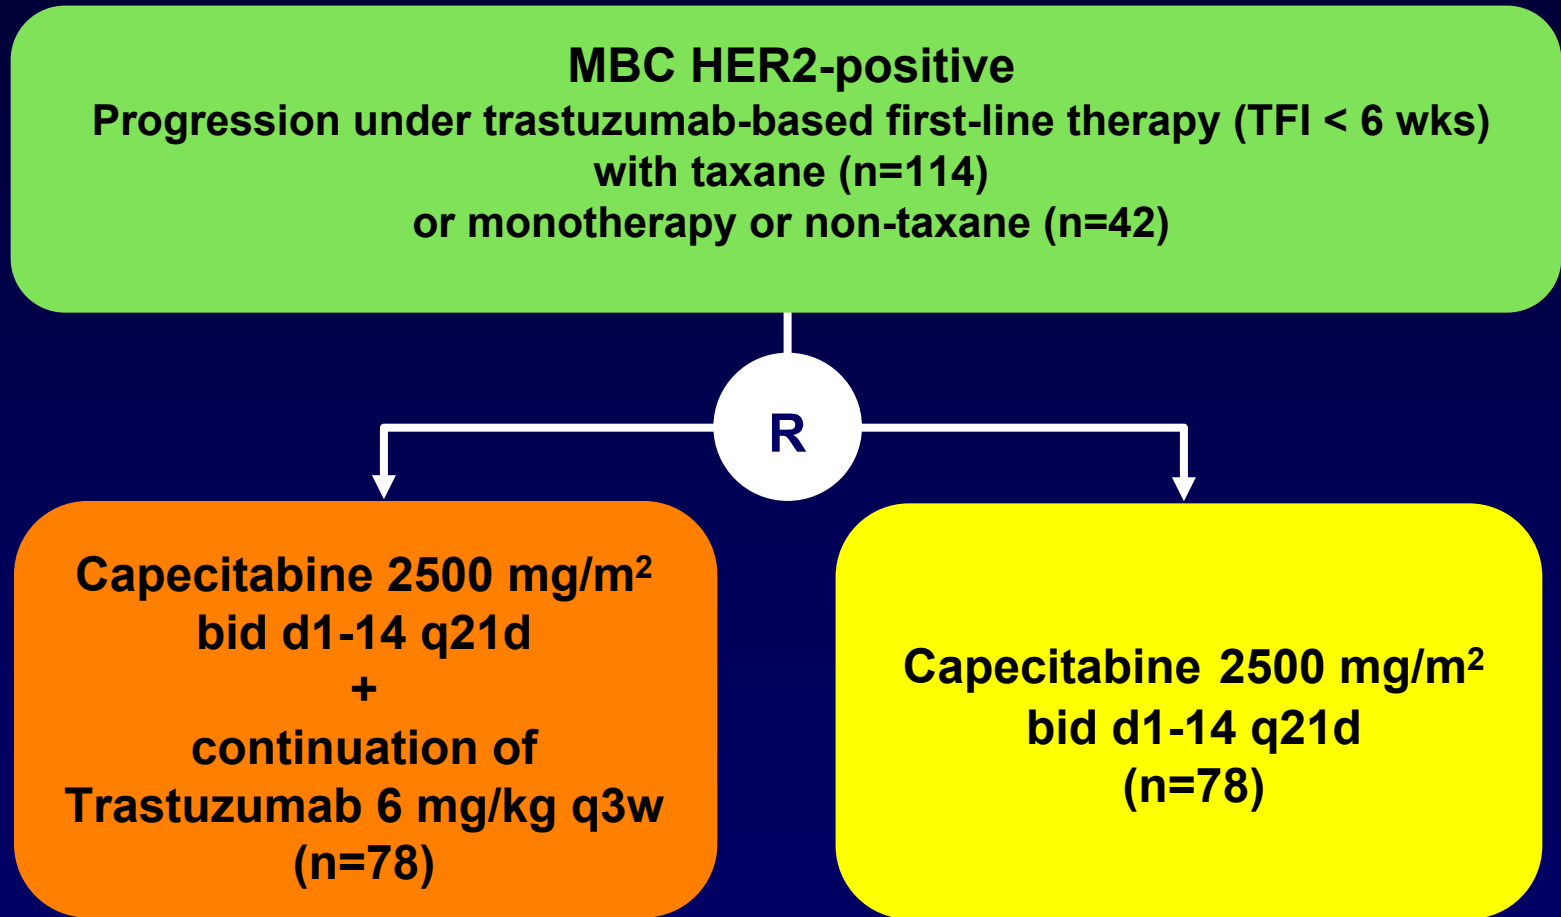 MBC HER2-positive
Progression under trastuzumab-based first-line therapy (TFI < 6 wks)
with taxane (n=114)
or monotherapy or non-taxane (n=42)
R
Capecitabine 2500 mg/m²
bid d1-14 q21d
+
continuation of
Trastuzumab 6 mg/kg q3w
(n=78)
Capecitabine 2500 mg/m²
bid d1-14 q21d
(n=78)